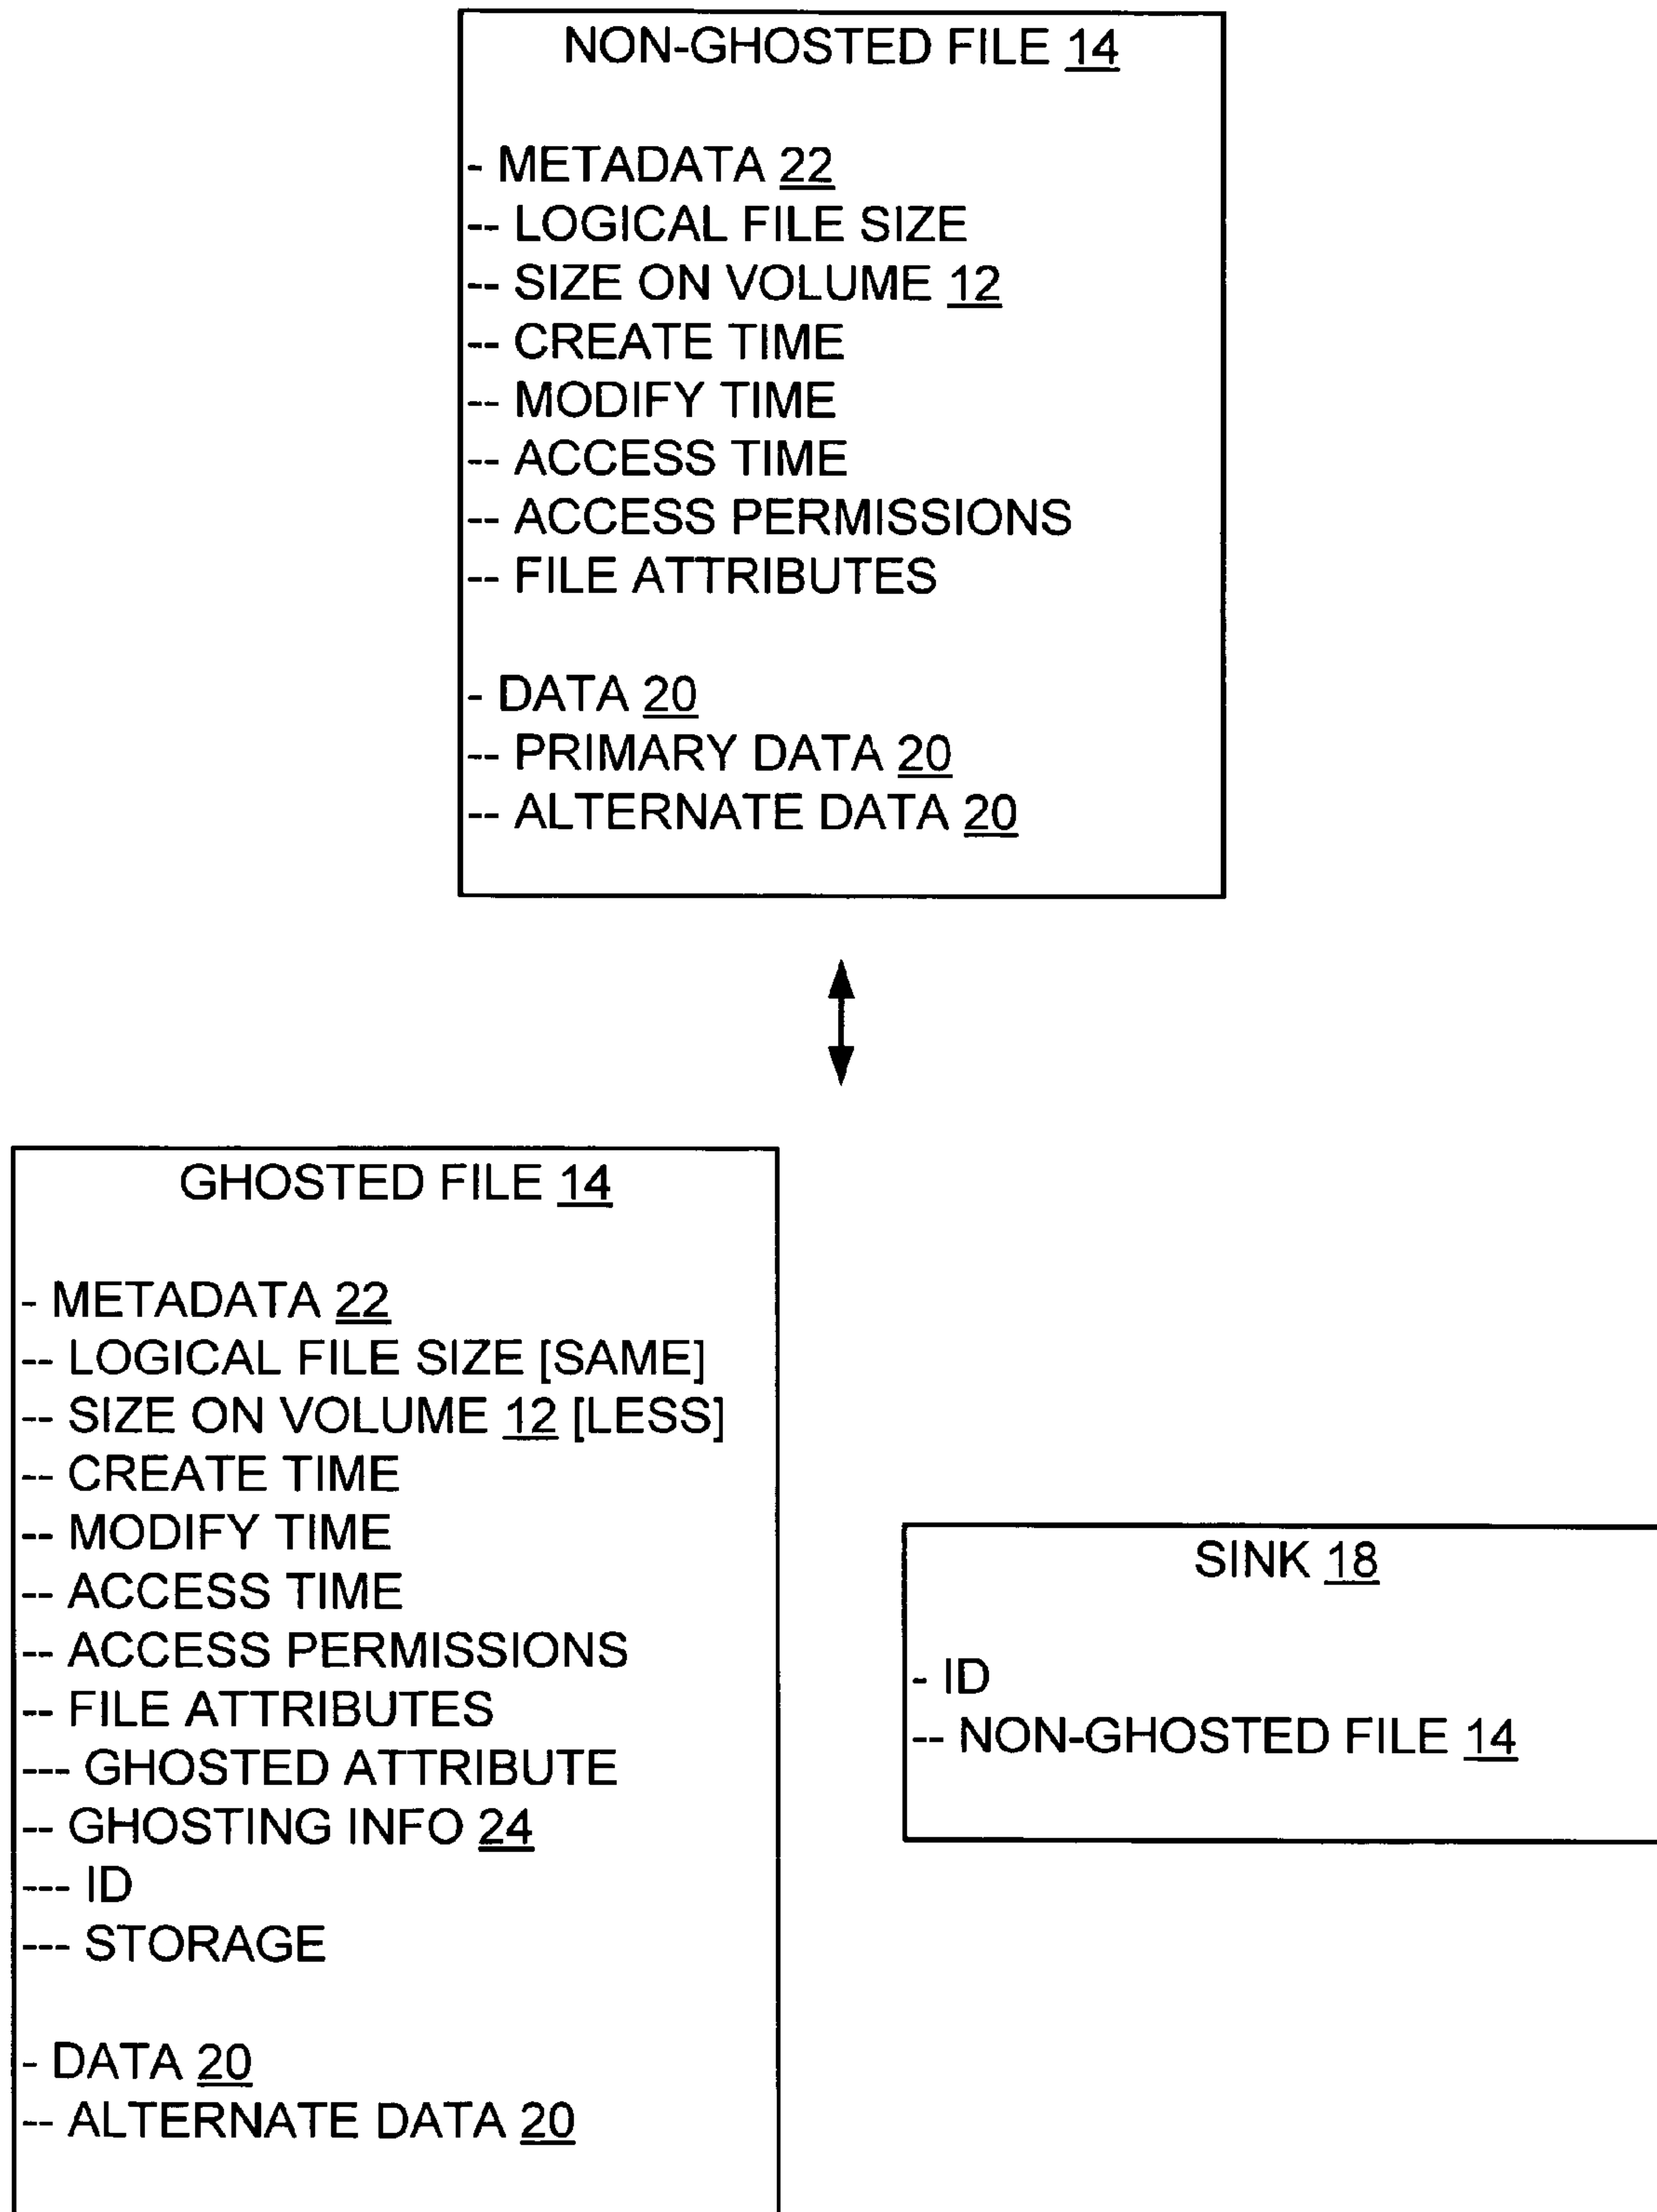 NON-GHOSTED FILE 14
- METADATA 22
-- LOGICAL FILE SIZE
-- SIZE ON VOLUME 12
-- CREATE TIME
-- MODIFY TIME
-- ACCESS TIME
-- ACCESS PERMISSIONS
-- FILE ATTRIBUTES
- DATA 20
-- PRIMARY DATA 20
-- ALTERNATE DATA 20
GHOSTED FILE 14
- METADATA 22
-- LOGICAL FILE SIZE [SAME]
-- SIZE ON VOLUME 12 [LESS]
-- CREATE TIME
-- MODIFY TIME
-- ACCESS TIME
-- ACCESS PERMISSIONS
-- FILE ATTRIBUTES
--- GHOSTED ATTRIBUTE
-- GHOSTING INFO 24
--- ID
--- STORAGE
- DATA 20
-- ALTERNATE DATA 20
SINK 18
- ID
-- NON-GHOSTED FILE 14